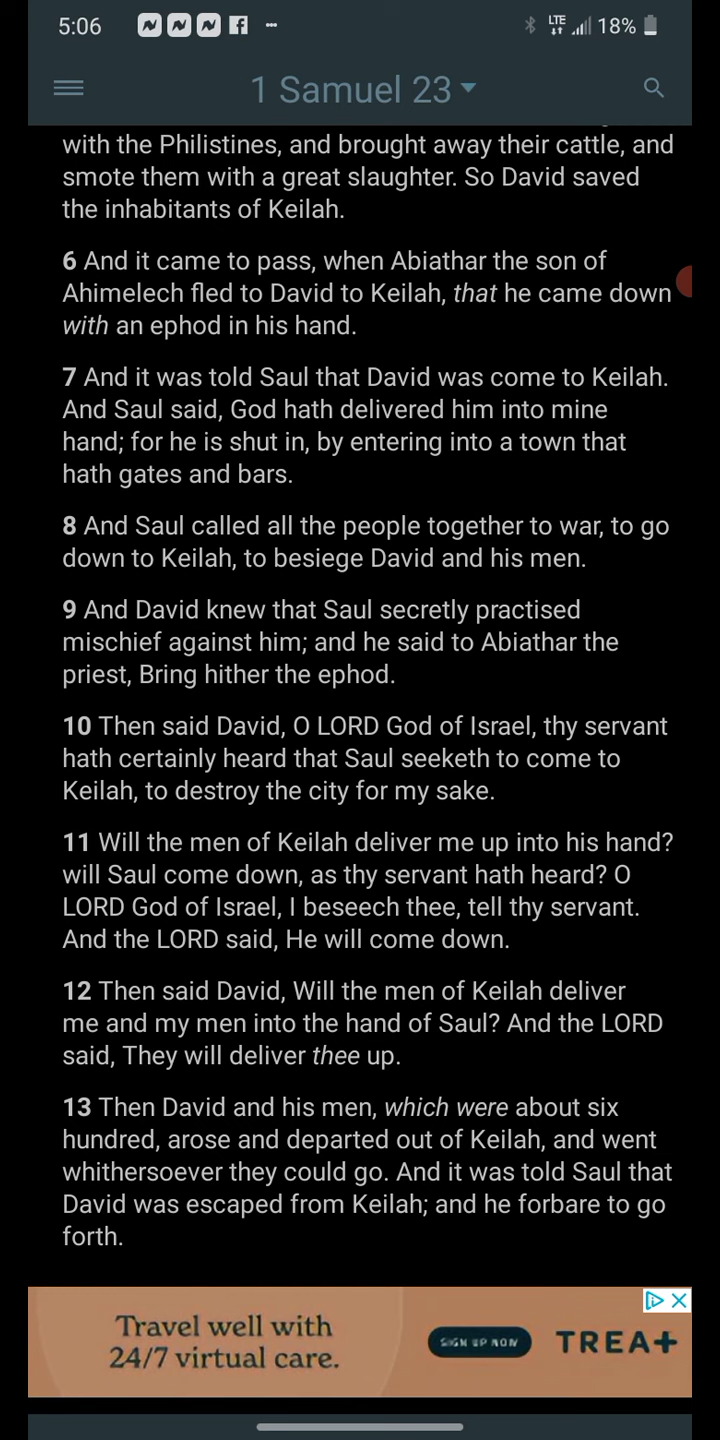 5:06
LTE 18%
1 Samuel 23
with the Philistines, and brought away their cattle, and
smote them with a great slaughter. So David saved
the inhabitants of Keilah.
6 And it came to pass, when Abiathar the son of
Ahimelech fled to David to Keilah, that he came down
with an ephod in his hand.
7 And it was told Saul that David was come to Keilah.
And Saul said, God hath delivered him into mine
hand; for he is shut in, by entering into a town that
hath gates and bars.
8 And Saul called all the people together to war, to go
down to Keilah, to besiege David and his men.
9 And David knew that Saul secretly practised
mischief against him; and he said to Abiathar the
priest, Bring hither the ephod.
10 Then said David, O LORD God of Israel, thy servant
hath certainly heard that Saul seeketh to come to
Keilah, to destroy the city for my sake.
11 Will the men of Keilah deliver me up into his hand?
will Saul come down, as thy servant hath heard? O
LORD God of Israel, I beseech thee, tell thy servant.
And the LORD said, He will come down.
12 Then said David, Will the men of Keilah deliver
me and my men into the hand of Saul? And the LORD
said, They will deliver thee up.
13 Then David and his men, which were about six
hundred, arose and departed out of Keilah, and went
whithersoever they could go. And it was told Saul that
David was escaped from Keilah; and he forbare to go
forth.
Travel well with
24/7 virtual care.
SIGN UP NOW
TREA+